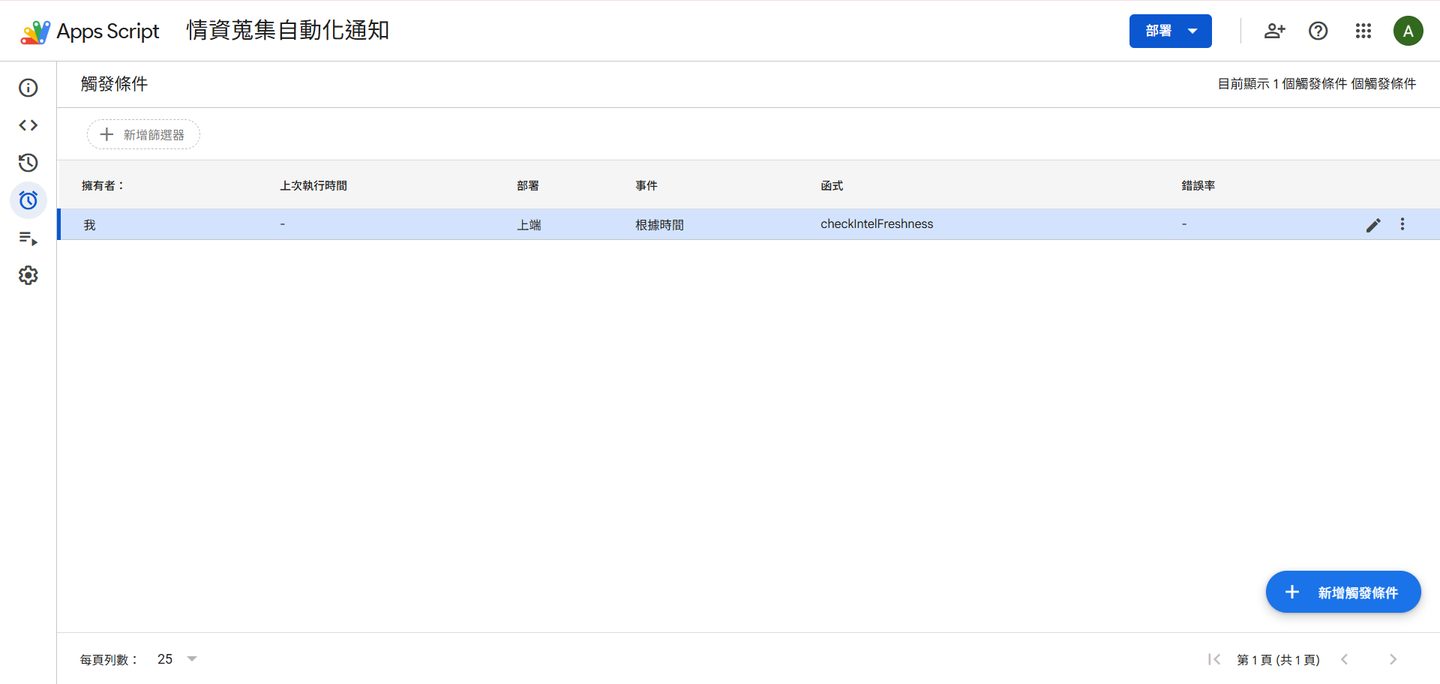 Apps Script 情資蒐集自動化通知 部署 A
觸發條件 目前顯示 1 個觸發條件 個觸發條件
新增篩選器
擁有者： 上次執行時間 部署 事件 函式 錯誤率
我 - 上端 根據時間 checkIntelFreshness -
新增觸發條件
每頁列數： 25 第 1 頁 (共 1 頁)